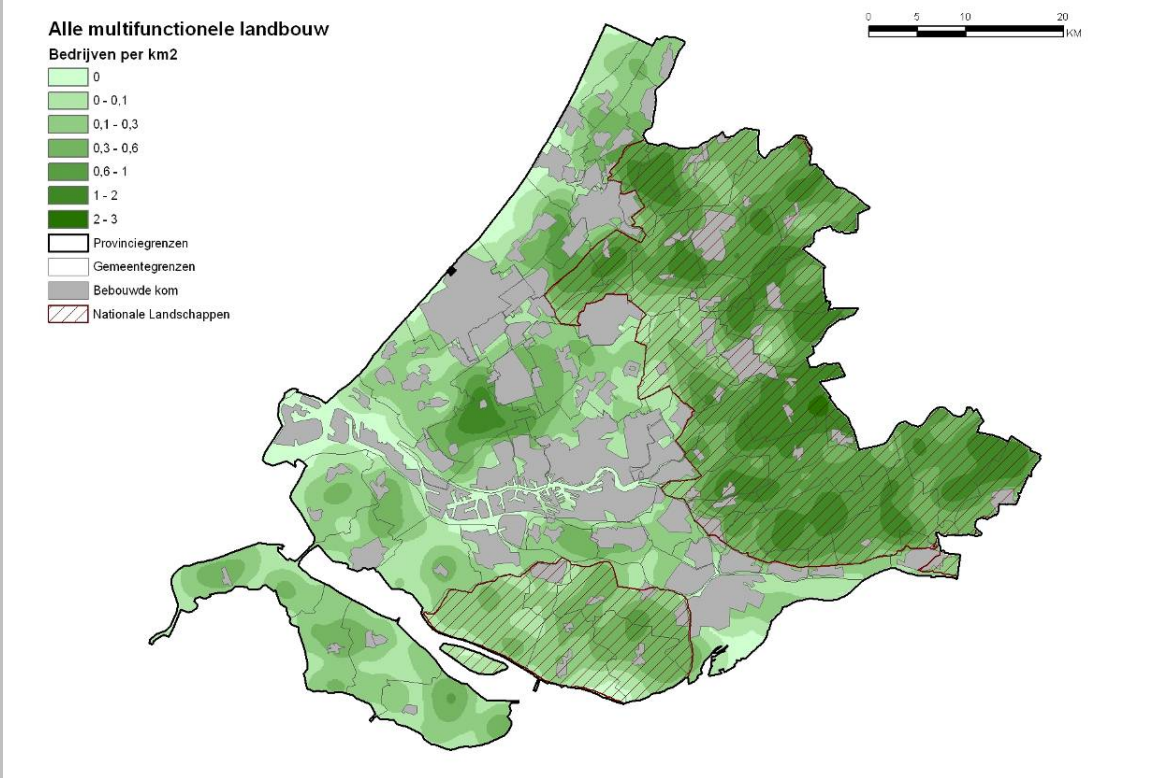 Alle multifunctionele landbouw
Bedrijven per km2
0
0 - 0,1
0,1 - 0,3
0,3 - 0,6
0,6 - 1
1 - 2
2 - 3
Provinciegrenzen
Gemeentegrenzen
Bebouwde kom
Nationale Landschappen
0 5 10 20
KM